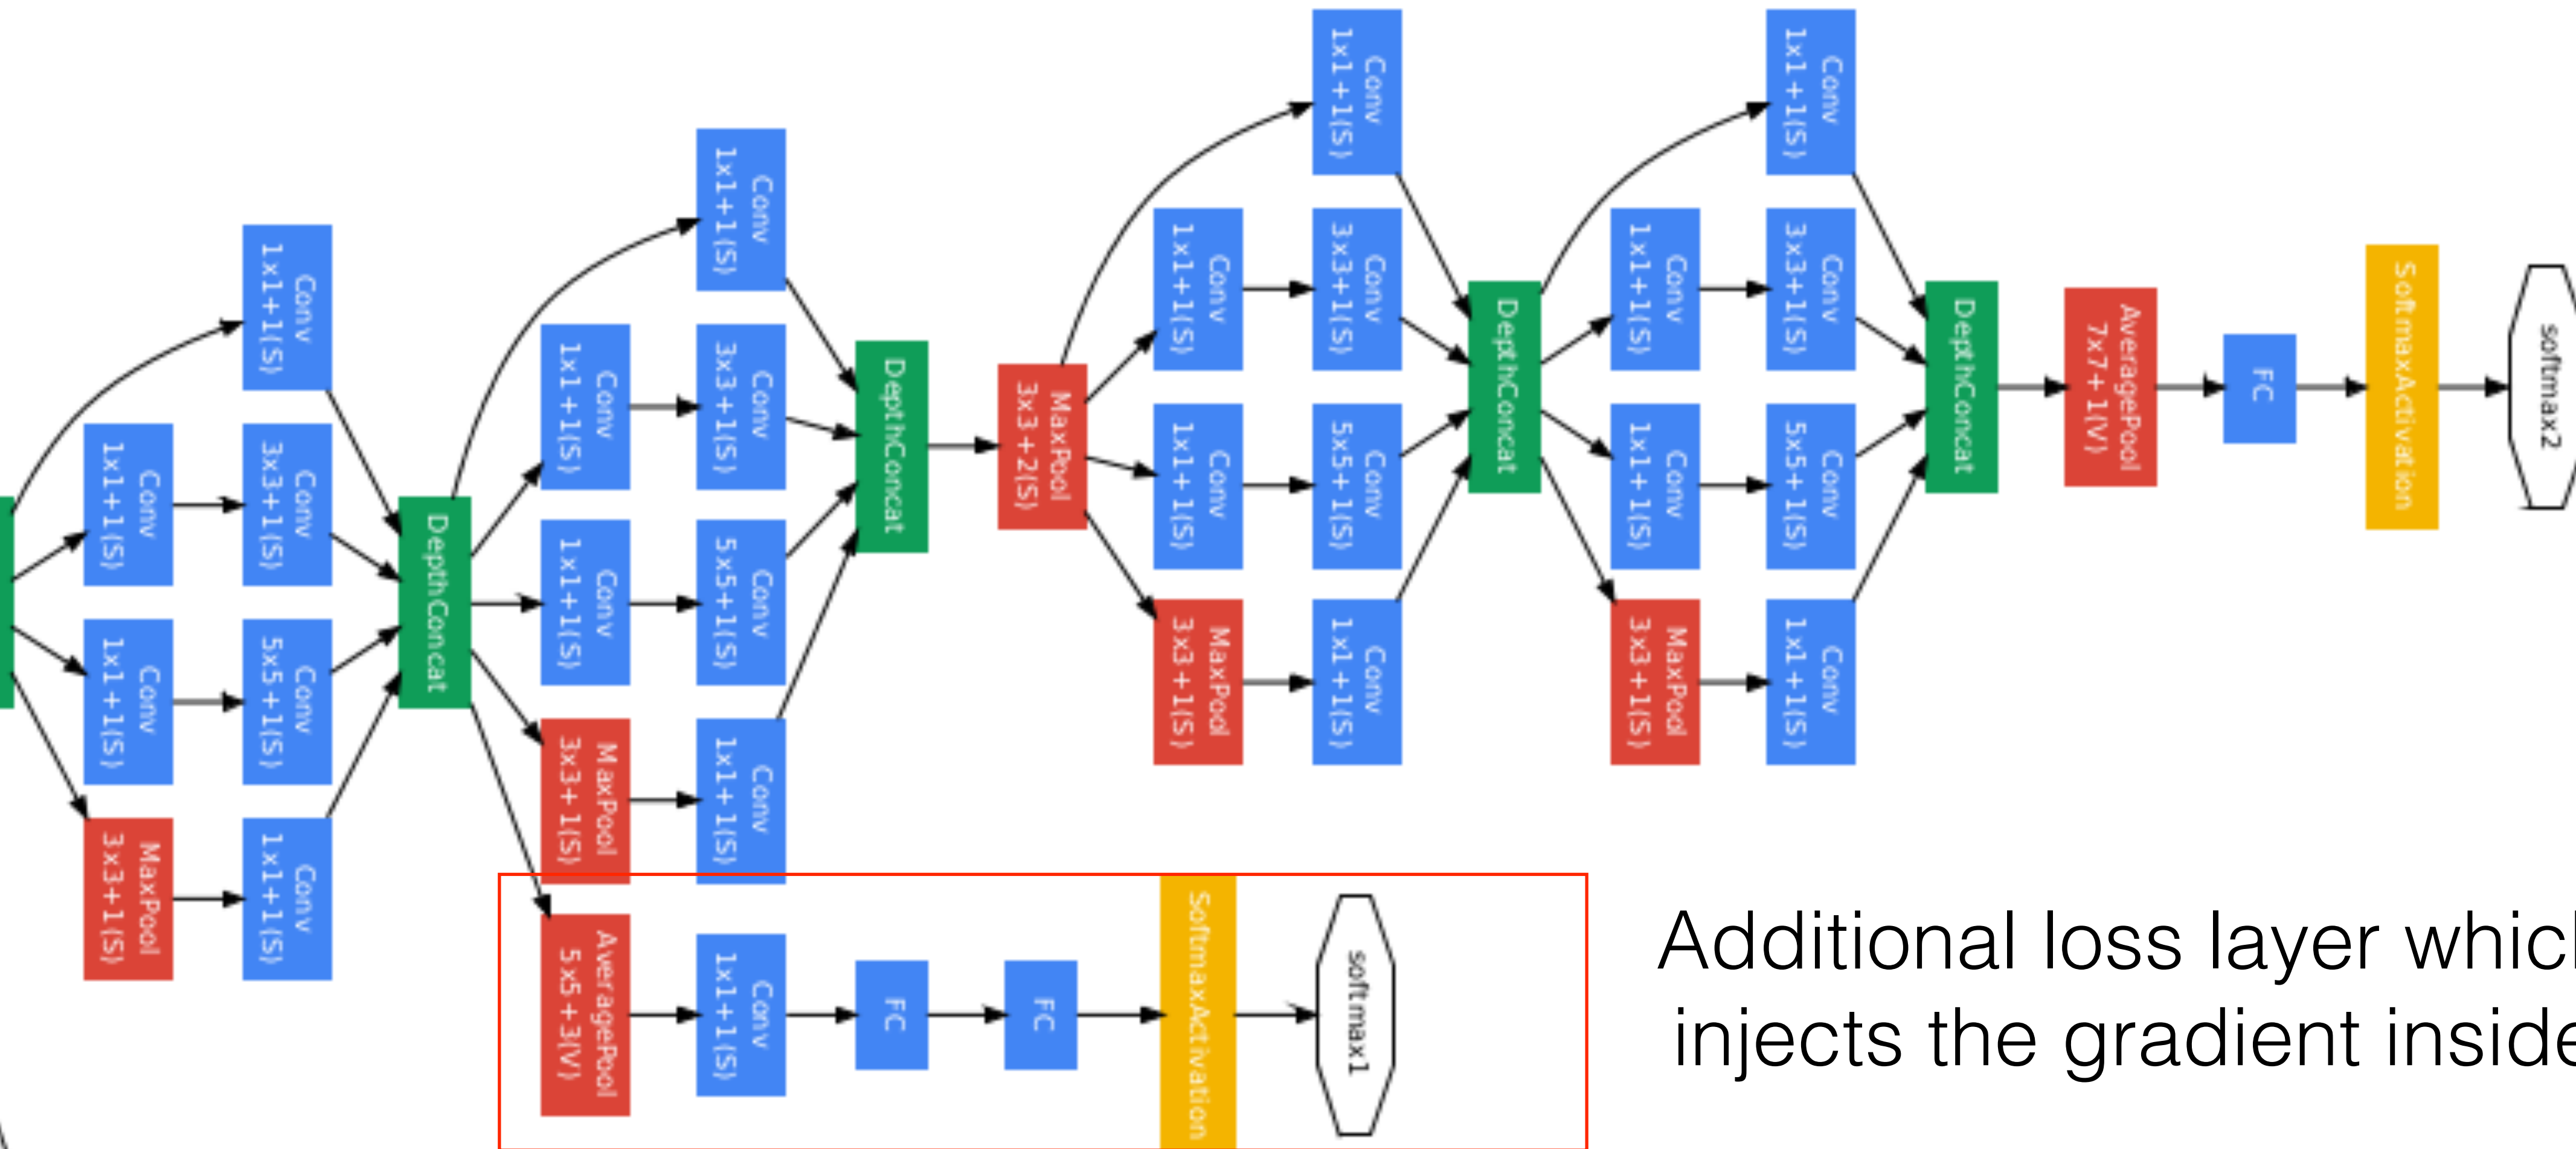 Conv
1x1+1(S)
Conv
1x1+1(S)
Conv
1x1+1(S)
MaxPool
3x3+1(S)
Conv
1x1+1(S)
Conv
3x3+1(S)
Conv
5x5+1(S)
Conv
1x1+1(S)
DepthConcat
Conv
1x1+1(S)
Conv
1x1+1(S)
MaxPool
3x3+1(S)
AveragePool
5x5+3(V)
Conv
3x3+1(S)
Conv
5x5+1(S)
Conv
1x1+1(S)
Conv
1x1+1(S)
FC
FC
SoftmaxActivation
softmax1
DepthConcat
MaxPool
3x3+2(S)
Conv
1x1+1(S)
Conv
1x1+1(S)
Conv
1x1+1(S)
MaxPool
3x3+1(S)
Conv
3x3+1(S)
Conv
5x5+1(S)
Conv
1x1+1(S)
DepthConcat
Conv
1x1+1(S)
Conv
1x1+1(S)
Conv
1x1+1(S)
MaxPool
3x3+1(S)
Conv
3x3+1(S)
Conv
5x5+1(S)
Conv
1x1+1(S)
DepthConcat
AveragePool
7x7+1(V)
FC
SoftmaxActivation
softmax2
Additional loss layer
injects the gradient